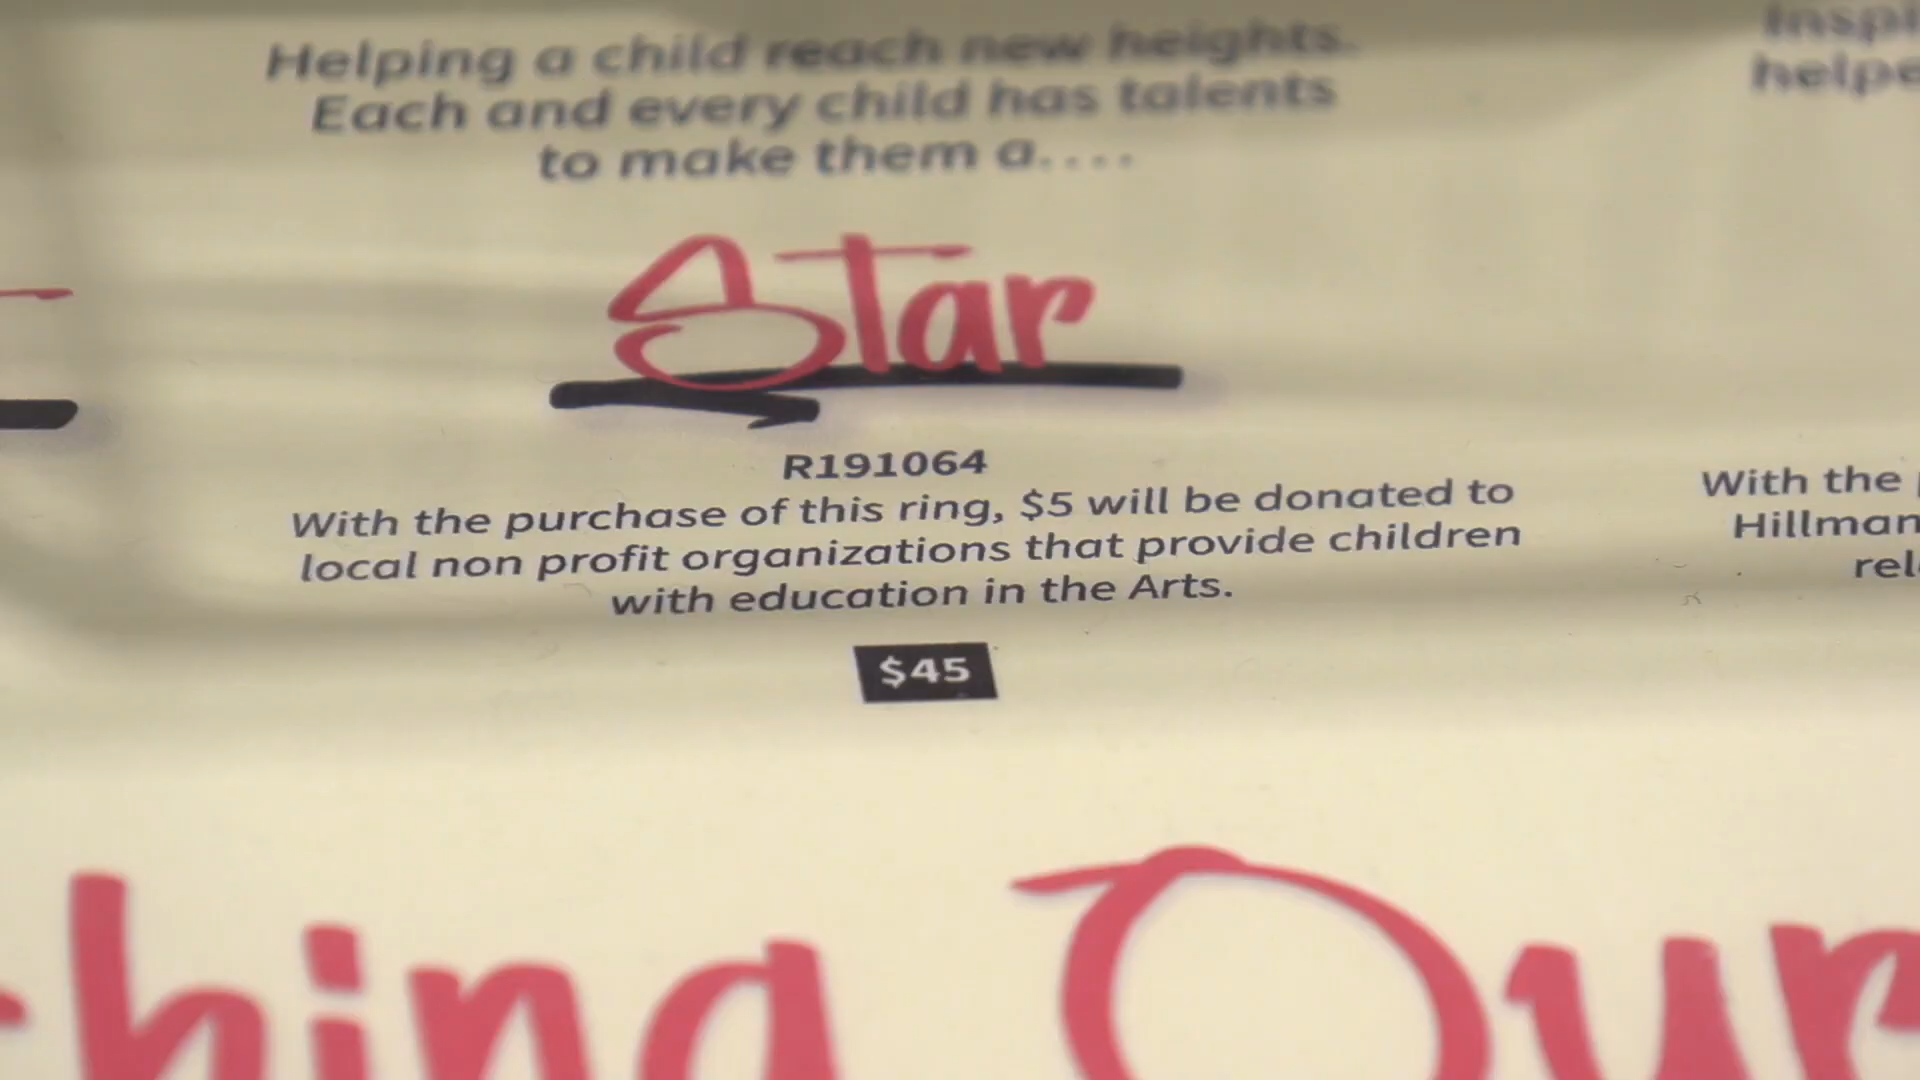 Helping a child reach new heights.
Each and every child has talents
to make them a....
Star
R191064
With the purchase of this ring, $5 will be donated to
local non profit organizations that provide children
with education in the Arts.
$45
With the
Hillman